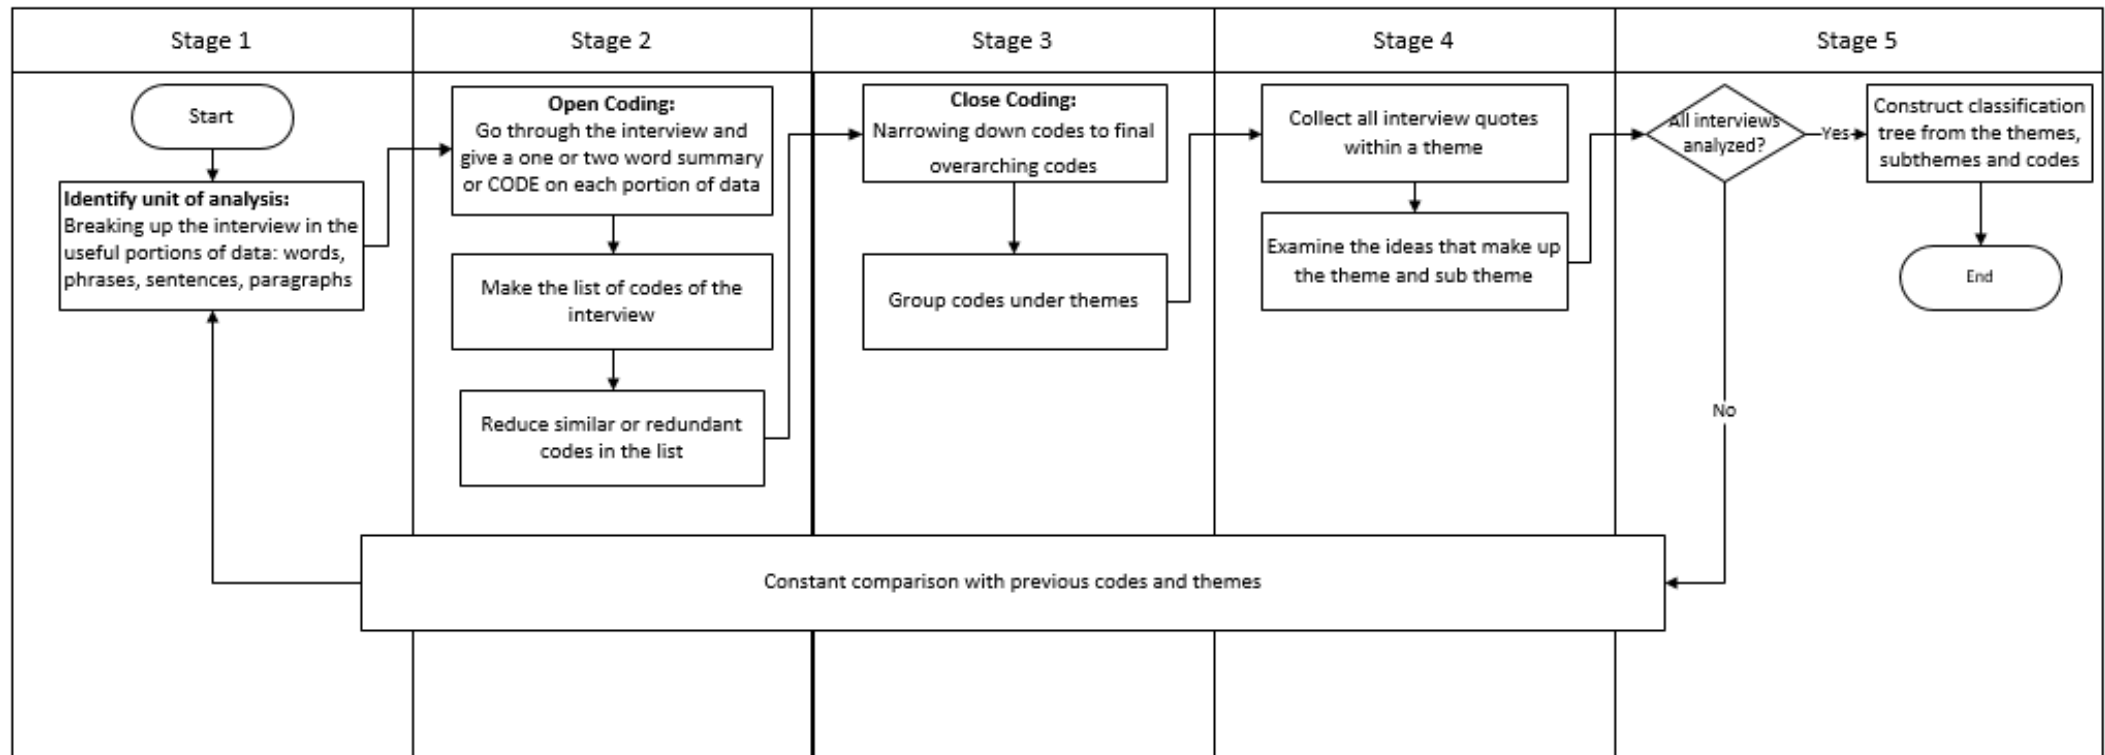 Stage 1
Stage 2
Stage 3
Stage 4
Stage 5
Start
Identify unit of analysis:
Breaking up the interview in the
useful portions of data: words,
phrases, sentences, paragraphs
Open Coding:
Go through the interview and
give a one or two word summary
or CODE on each portion of data
Make the list of codes of the
interview
Reduce similar or redundant
codes in the list
Close Coding:
Narrowing down codes to final
overarching codes
Group codes under themes
Collect all interview quotes
within a theme
Examine the ideas that make up
the theme and sub theme
All interviews
analyzed?
Yes
No
Construct classification
tree from the themes,
subthemes and codes
End
Constant comparison with previous codes and themes